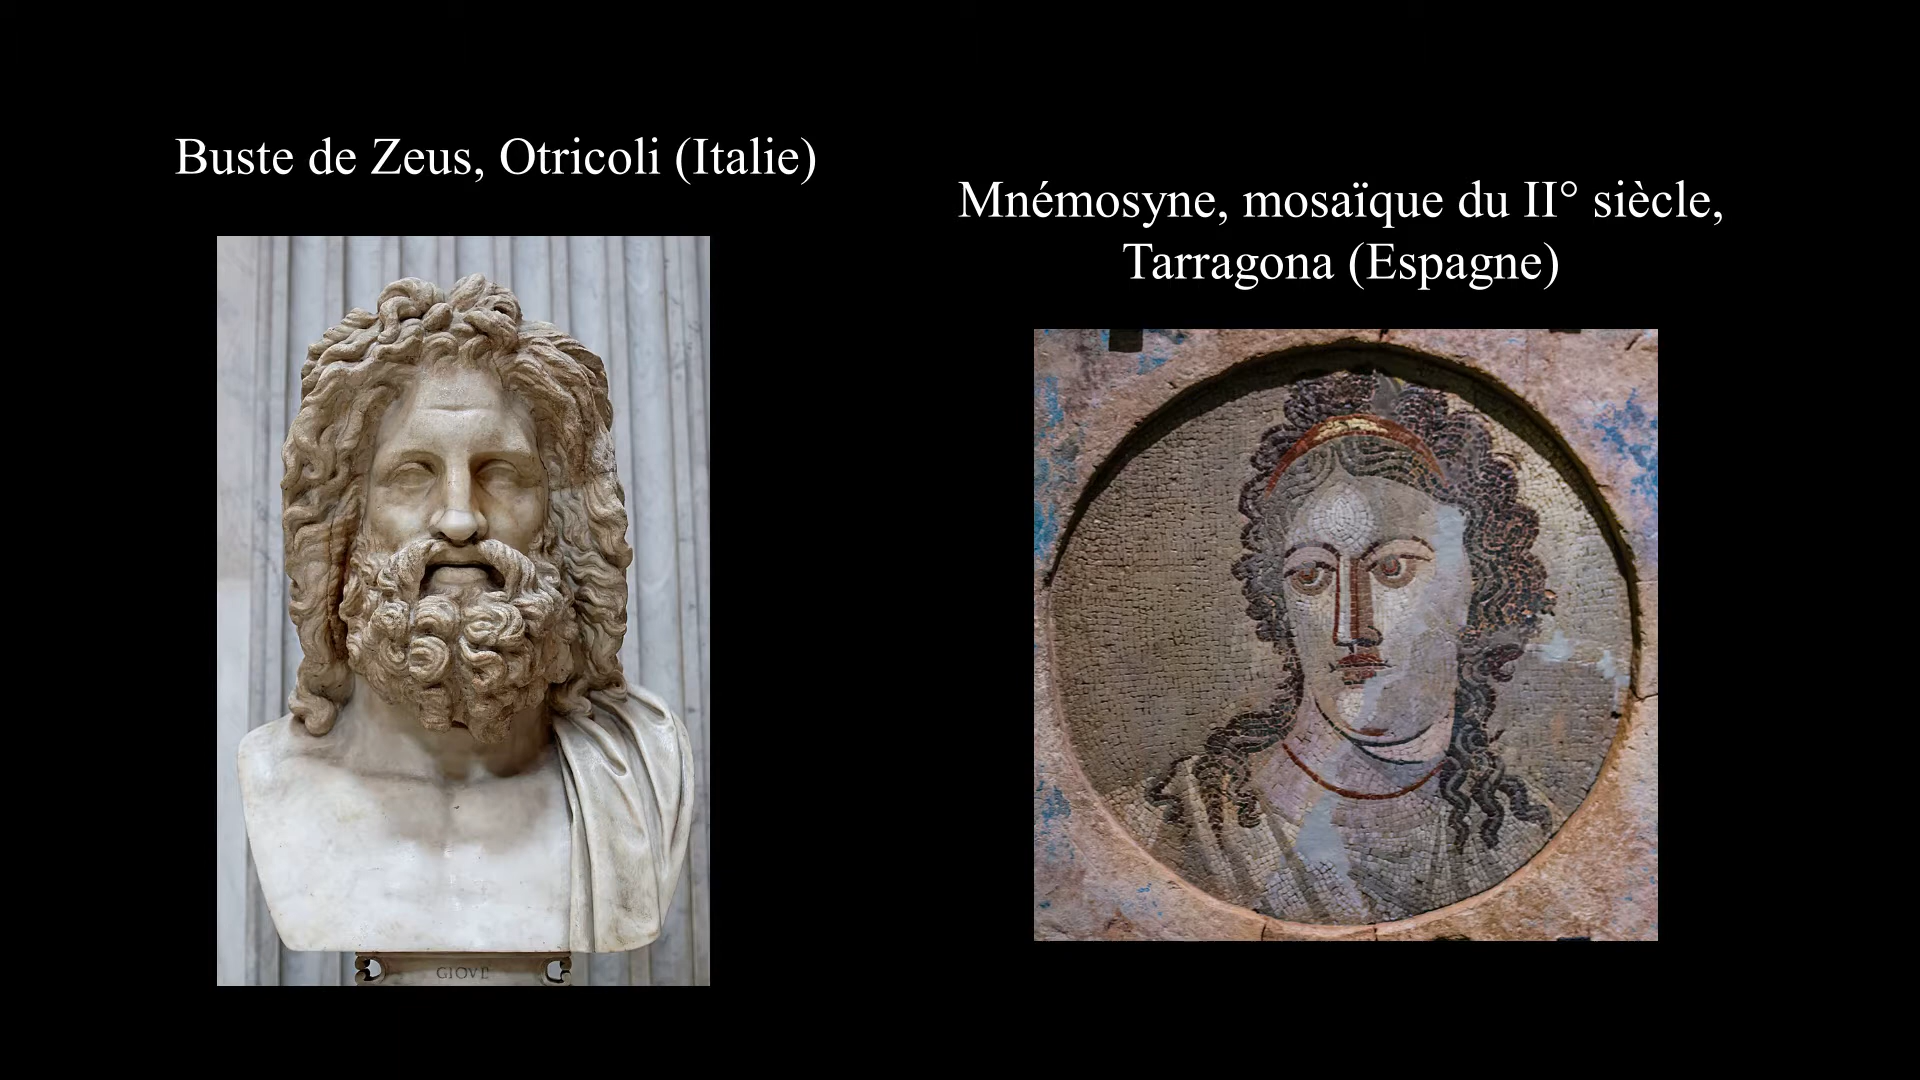 Buste de Zeus, Otricoli (Italie)
Mnémosyne, mosaïque du II° siècle,
Tarragona (Espagne)
GIOVE